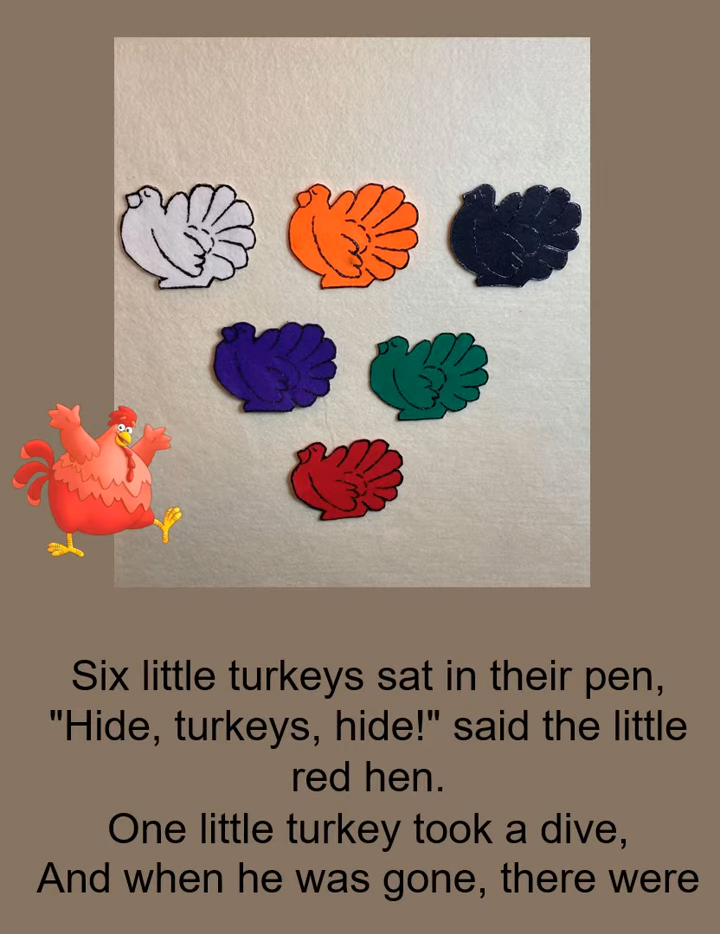 Six little turkeys sat in their pen,
"Hide, turkeys, hide!" said the little
red hen.
One little turkey took a dive,
And when he was gone, there were